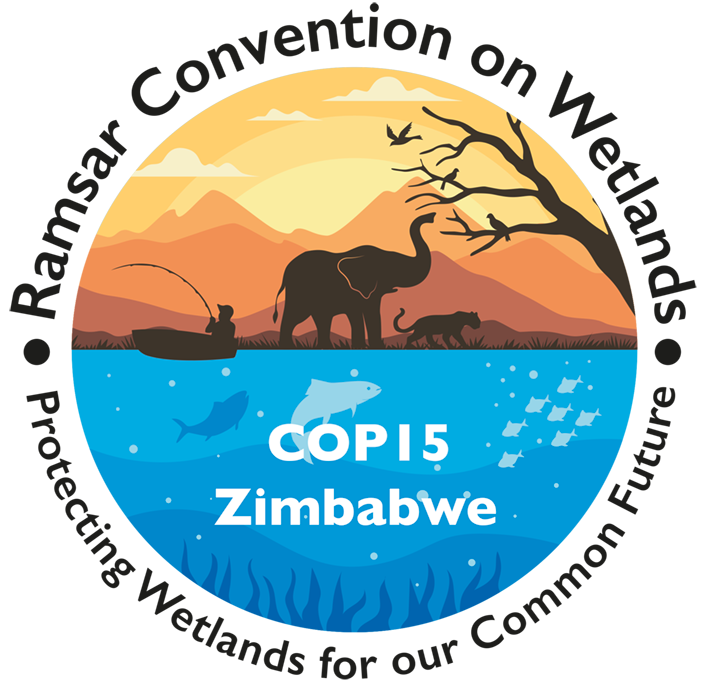 Ramsar Convention on Wetlands
COP15
Zimbabwe
Protecting Wetlands for our Common Future